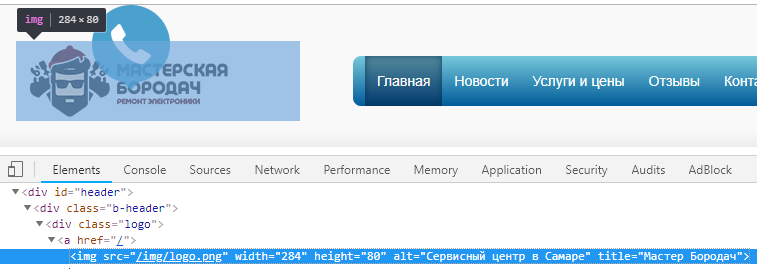 img 284 × 80
МАСТЕРСКАЯ
БОРОДАЧ
РЕМОНТ ЭЛЕКТРОНИКИ
Главная Новости Услуги и цены Отзывы Конта
Elements Console Sources Network Performance Memory Application Security Audits AdBlock
<div id="header">
<div class="b-header">
<div class="logo">
<a href="/">
<img src="/img/logo.png" width="284" height="80" alt="Сервисный центр в Самаре" title="Мастер Бородач">